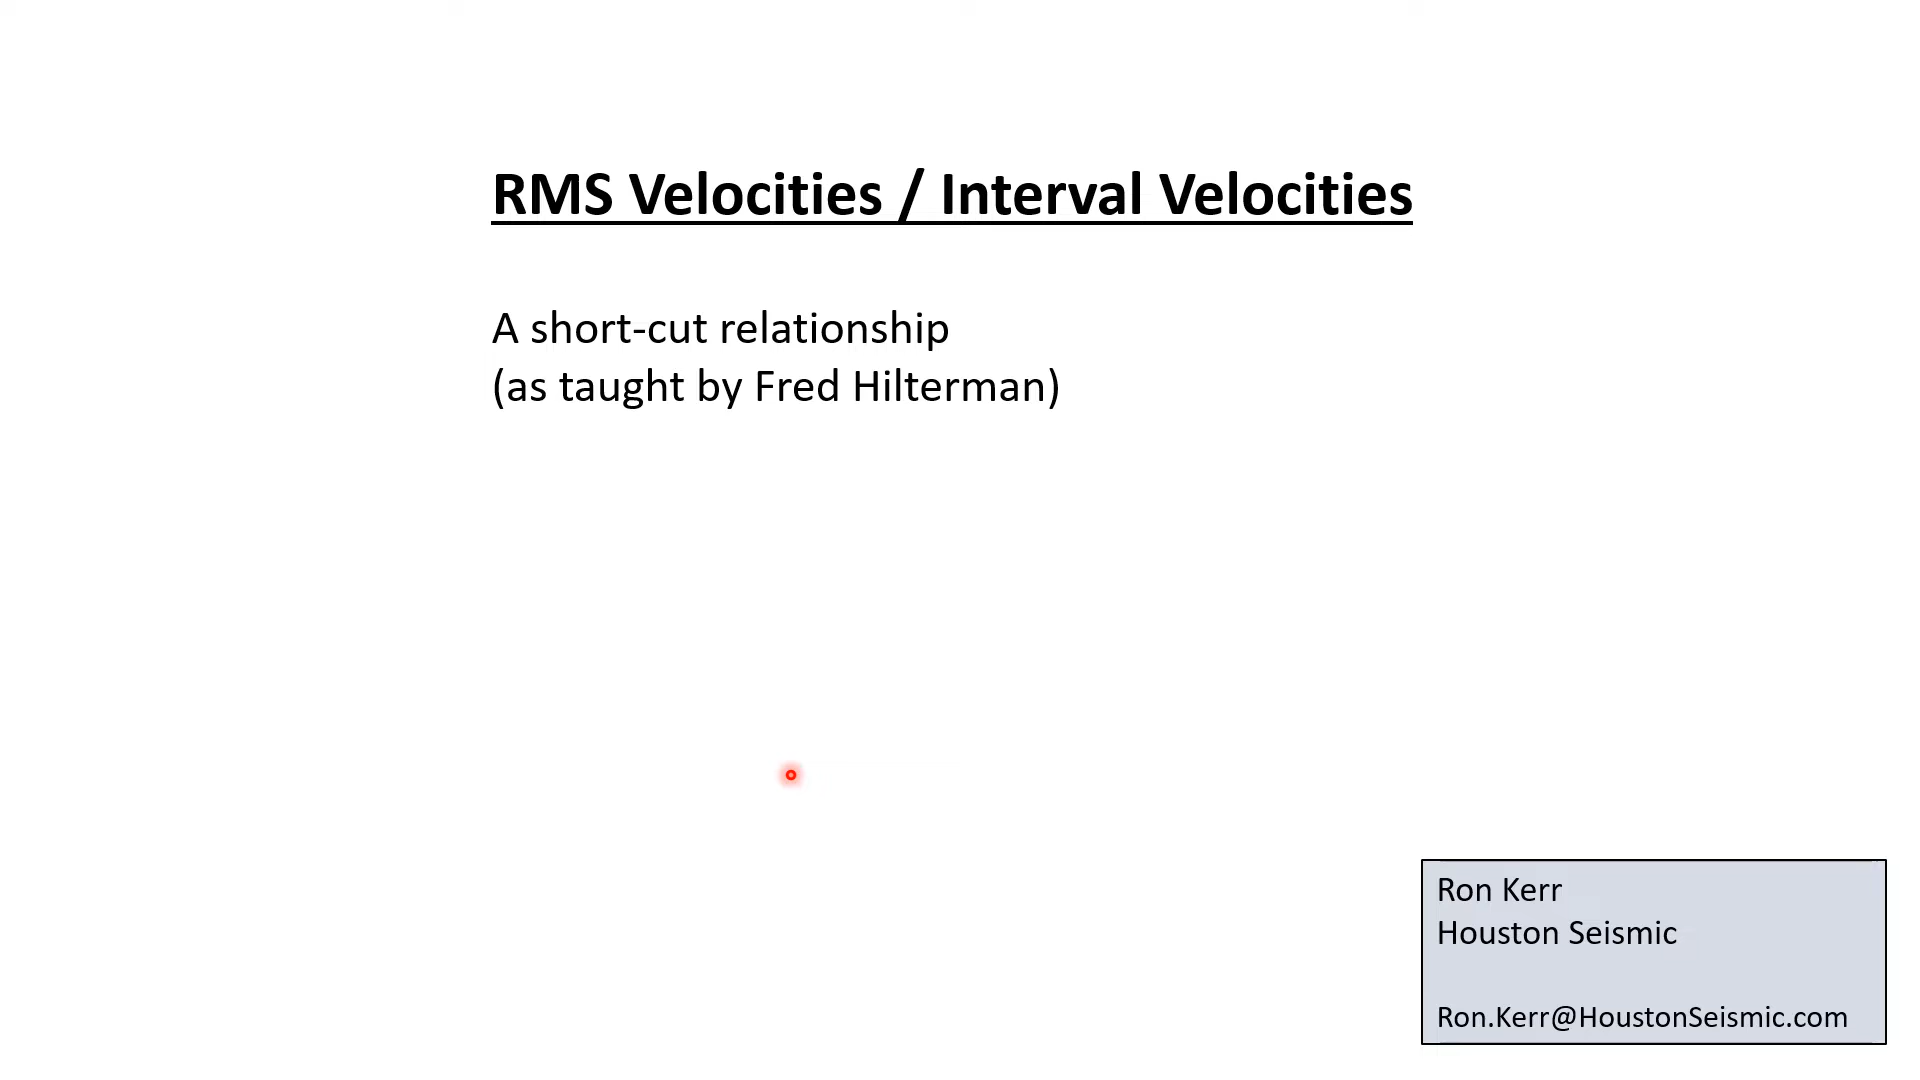 RMS Velocities / Interval Velocities
A short-cut relationship
(as taught by Fred Hilterman)
Ron Kerr
Houston Seismic
Ron.Kerr@HoustonSeismic.com